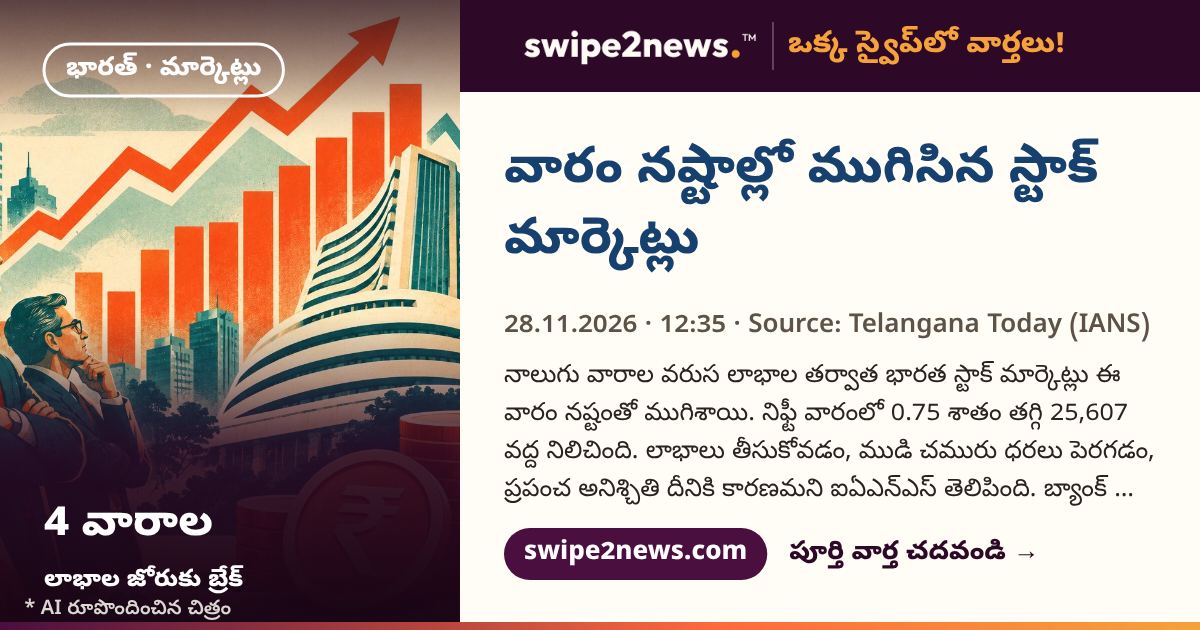 భారత్ · మార్కెట్లు
4 వారాల
లాభాల జోరుకు బ్రేక్
* AI రూపొందించిన చిత్రం
swipe2news.™ | ఒక్క స్వైప్‌లో వార్తలు!
వారం నష్టాల్లో ముగిసిన స్టాక్
మార్కెట్లు
28.11.2026 · 12:35 · Source: Telangana Today (IANS)
నాలుగు వారాల వరుస లాభాల తర్వాత భారత స్టాక్ మార్కెట్లు ఈ
వారం నష్టంతో ముగిశాయి. నిఫ్టీ వారంలో 0.75 శాతం తగ్గి 25,607
వద్ద నిలిచింది. లాభాలు తీసుకోవడం, ముడి చమురు ధరలు పెరగడం,
ప్రపంచ అనిశ్చితి దీనికి కారణమని ఐఏఎన్ఎస్ తెలిపింది. బ్యాంక్ ...
swipe2news.com పూర్తి వార్త చదవండి →